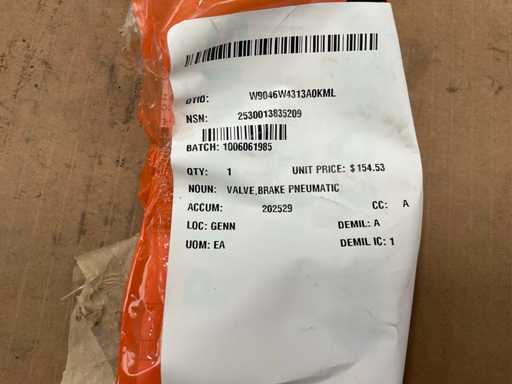 DTID: W9046W4313A0KML
NSN: 2530013835209
BATCH: 1006061985
QTY: 1 UNIT PRICE: $ 154.53
NOUN: VALVE,BRAKE PNEUMATIC
ACCUM: 202529 CC: A
LOC: GENN DEMIL: A
UOM: EA DEMIL IC: 1